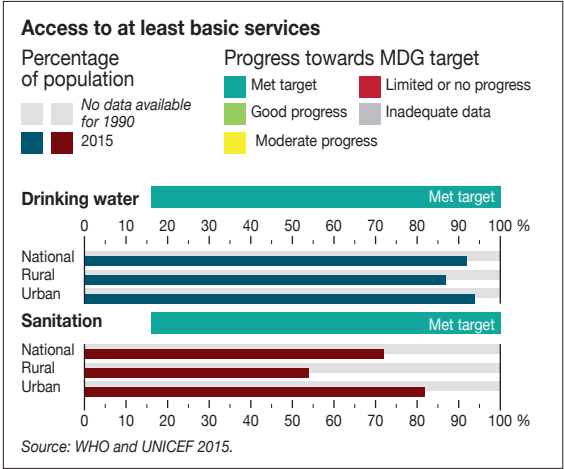 Access to at least basic services
Percentage
of population
No data available
for 1990
2015
Progress towards MDG target
Met target
Limited or no progress
Good progress
Inadequate data
Moderate progress
Drinking water
Met target
0 10 20 30 40 50 60 70 80 90 100 %
National
Rural
Urban
Sanitation
Met target
National
Rural
Urban
0 10 20 30 40 50 60 70 80 90 100 %
Source: WHO and UNICEF 2015.